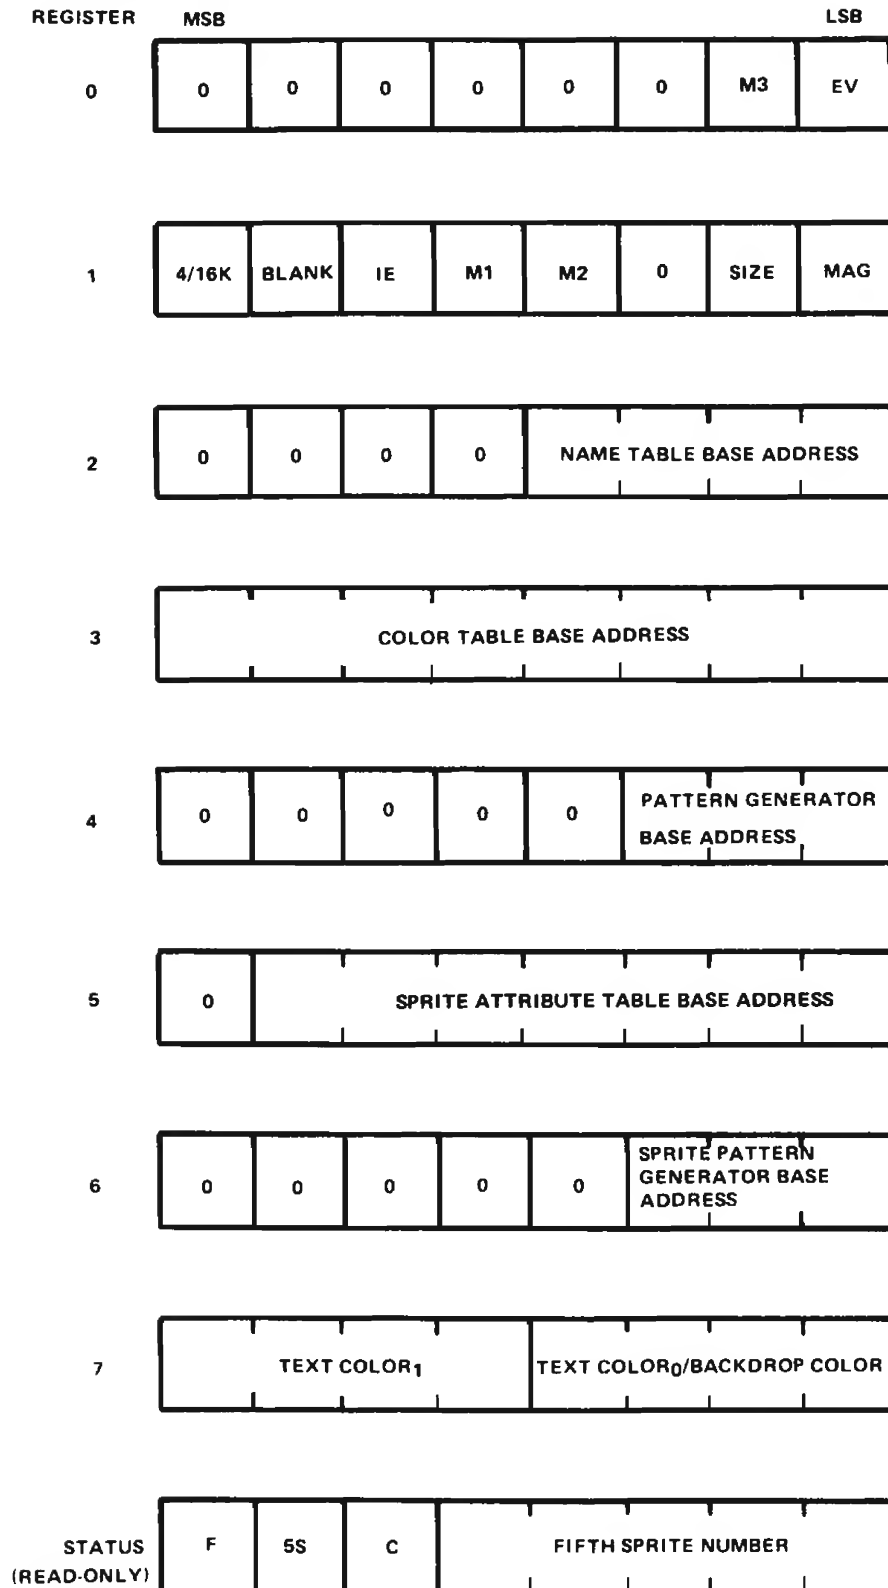 REGISTER MSB LSB
0 0 0 0 0 0 0 M3 EV
1 4/16K BLANK IE M1 M2 0 SIZE MAG
2 0 0 0 0 NAME TABLE BASE ADDRESS
3 COLOR TABLE BASE ADDRESS
4 0 0 0 0 0 PATTERN GENERATOR
BASE ADDRESS
5 0 SPRITE ATTRIBUTE TABLE BASE ADDRESS
6 0 0 0 0 0 SPRITE PATTERN
GENERATOR BASE
ADDRESS
7 TEXT COLOR1 TEXT COLOR0/BACKDROP COLOR
STATUS F 5S C FIFTH SPRITE NUMBER
(READ-ONLY)